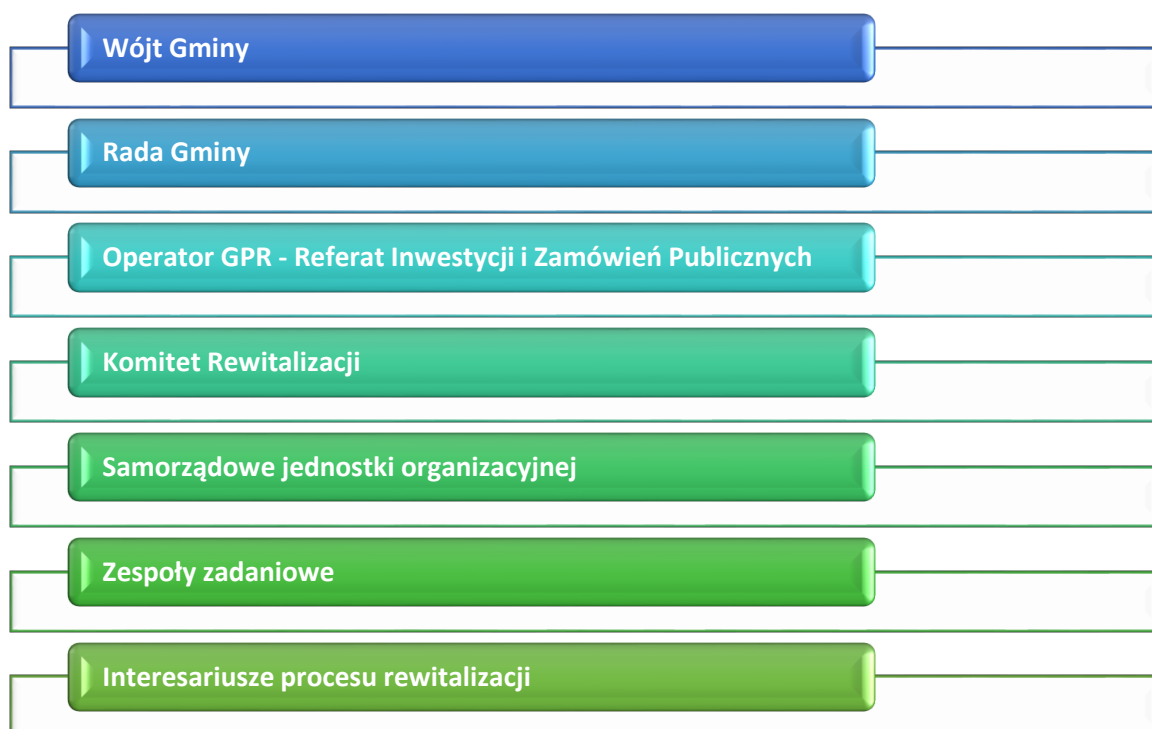 Wójt Gminy
Rada Gminy
Operator GPR - Referat Inwestycji i Zamówień Publicznych
Komitet Rewitalizacji
Samorządowe jednostki organizacyjnej
Zespoły zadaniowe
Interesariusze procesu rewitalizacji